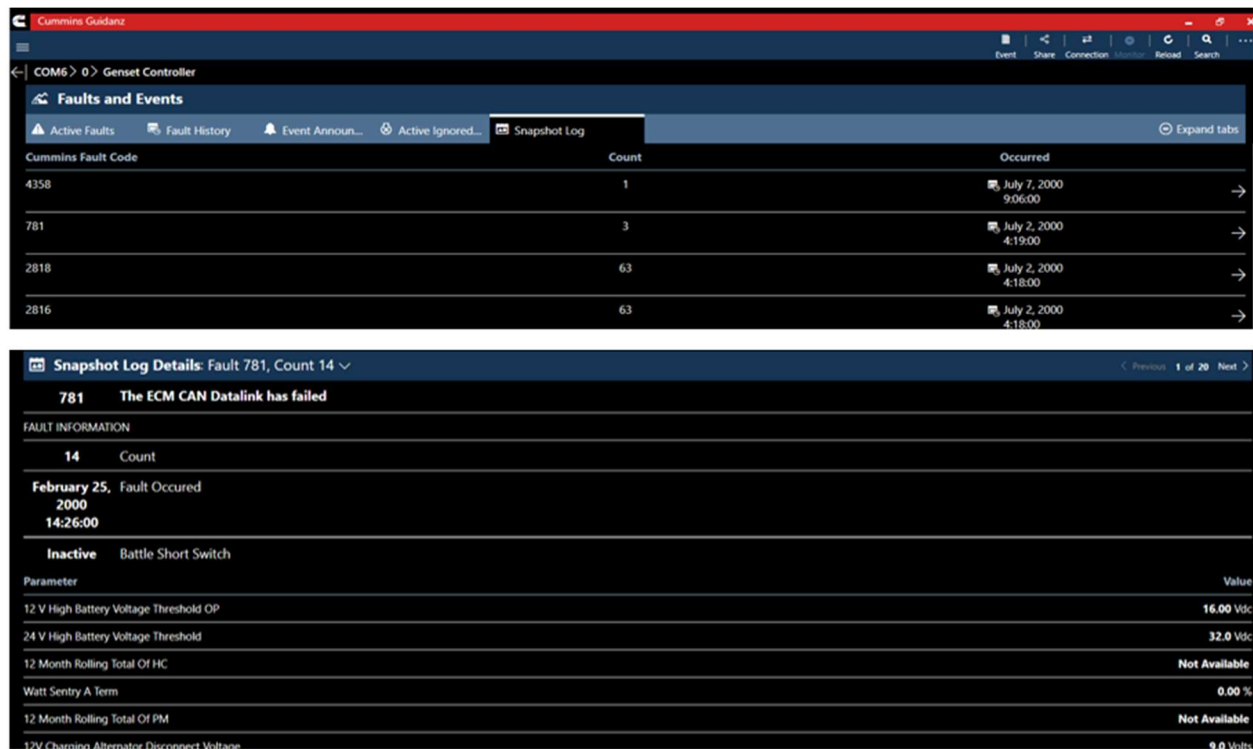 Cummins Guidanz
Event Share Connection Monitor Reload Search
COM6 > 0 > Genset Controller
Faults and Events
Active Faults Fault History Event Announ... Active Ignored... Snapshot Log Expand tabs
Cummins Fault Code Count Occurred
4358 1 July 7, 2000
9:06:00
781 3 July 2, 2000
4:19:00
2818 63 July 2, 2000
4:18:00
2816 63 July 2, 2000
4:18:00
Snapshot Log Details: Fault 781, Count 14 < Previous 1 of 20 Next >
781 The ECM CAN Datalink has failed
FAULT INFORMATION
14 Count
February 25, Fault Occured
2000
14:26:00
Inactive Battle Short Switch
Parameter Value
12 V High Battery Voltage Threshold OP 16.00 Vdc
24 V High Battery Voltage Threshold 32.0 Vdc
12 Month Rolling Total Of HC Not Available
Watt Sentry A Term 0.00 %
12 Month Rolling Total Of PM Not Available
12V Charging Alternator Disconnect Voltage 9.0 Volts